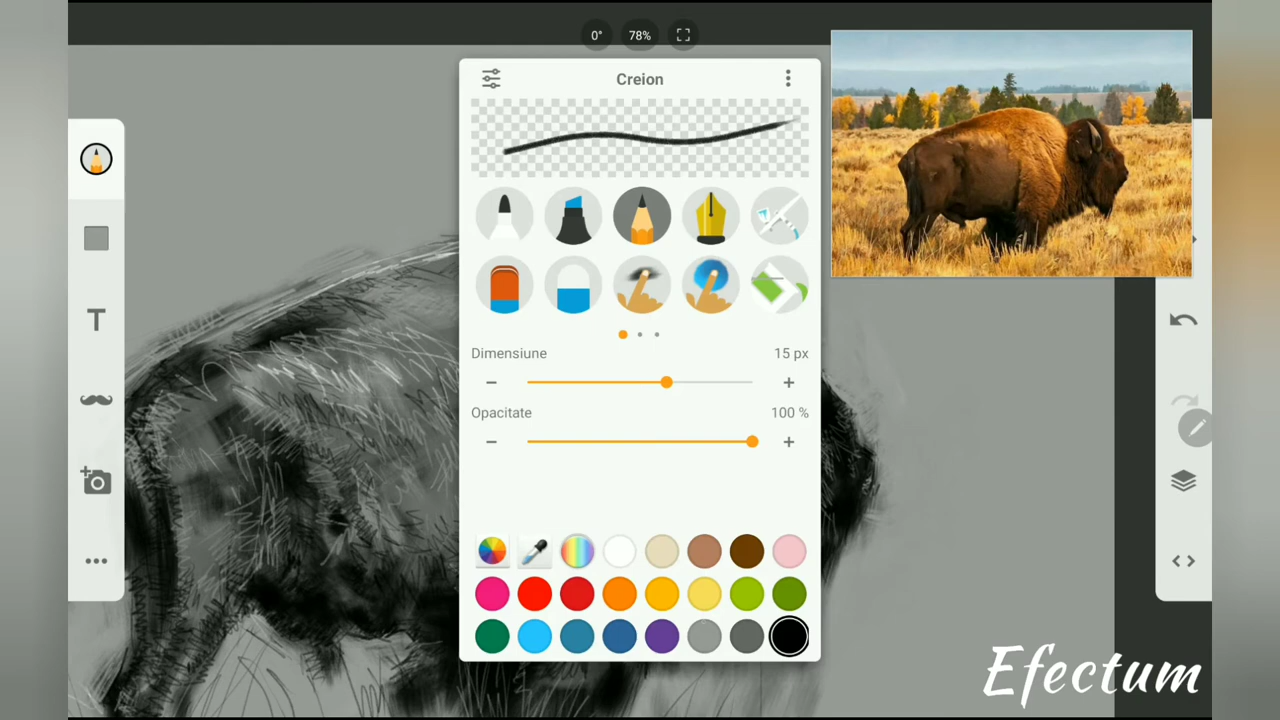 0°
78%
Creion
T
Dimensiune
15 px
Opacitate
100 %
Efectum